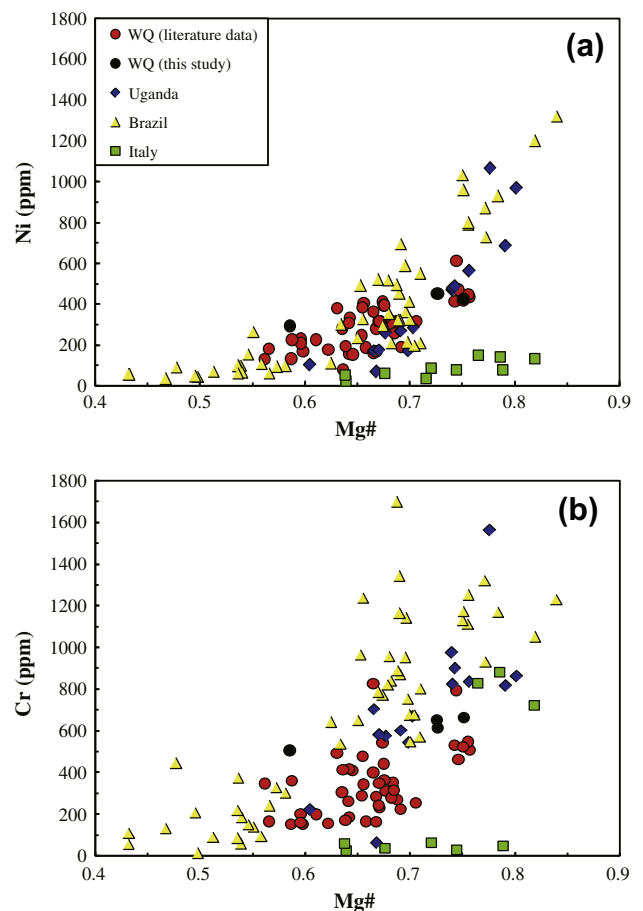 1800
(a)
WQ (literature data)
1600
WQ (this study)
1400
Uganda
Brazil
1200
Italy
1000
Ni (ppm)
800
600
400
200
0
0.4 0.5 0.6 0.7 0.8 0.9
Mg#
1800
(b)
1600
1400
1200
1000
Cr (ppm)
800
600
400
200
0
0.4 0.5 0.6 0.7 0.8 0.9
Mg#